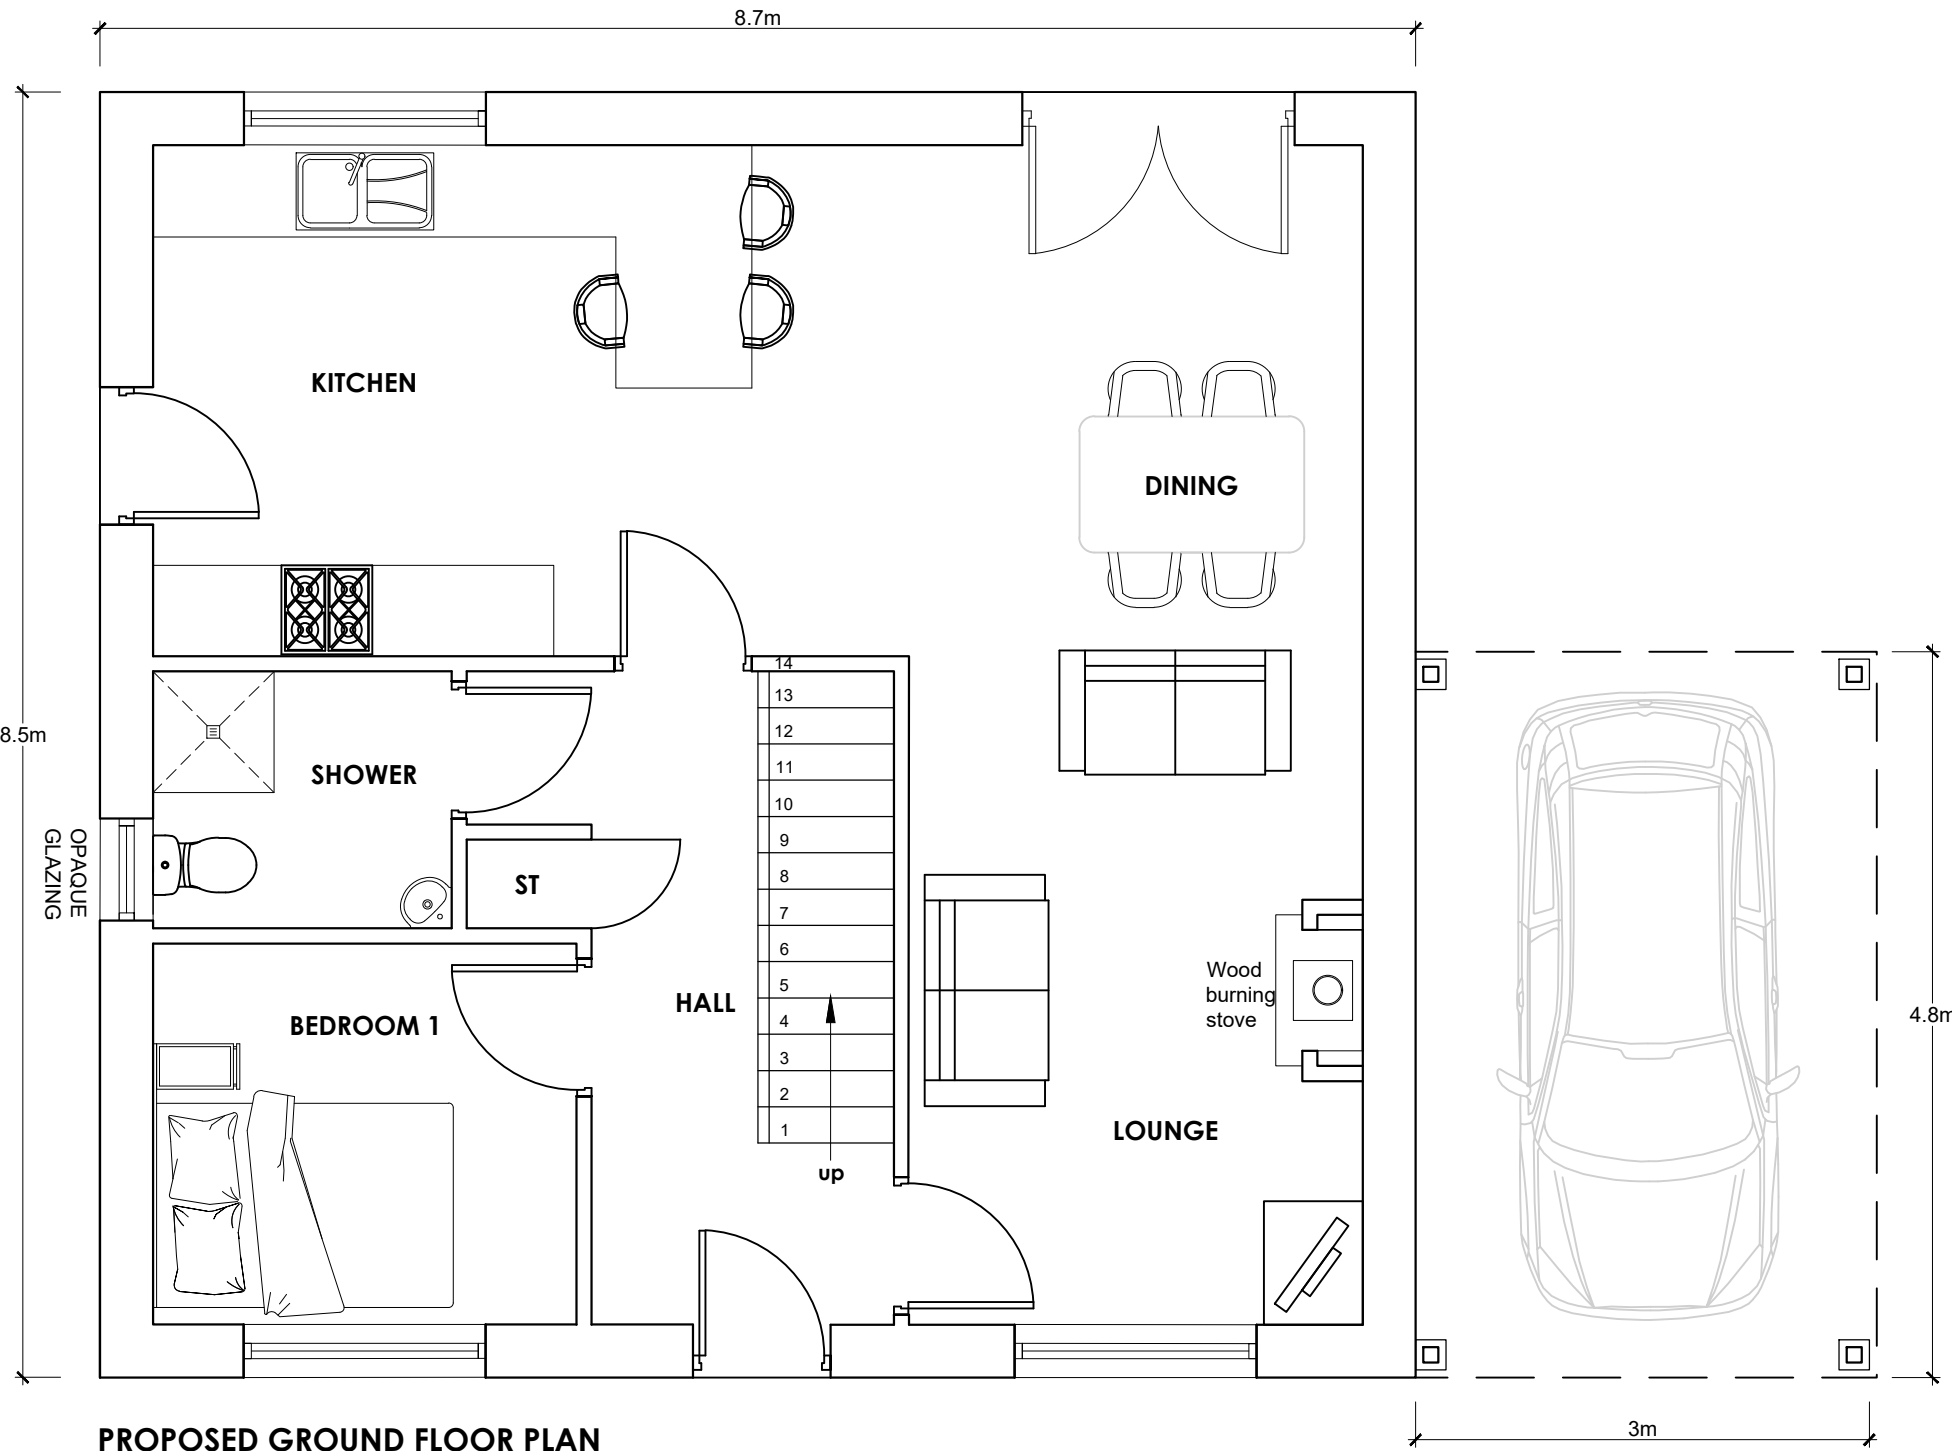 8.7m
KITCHEN
DINING
14
13
12
11
10
9
8
7
6
5
4
3
2
1
up
8.5m
SHOWER
OPAQUE
GLAZING
ST
HALL
BEDROOM 1
Wood
burning
stove
LOUNGE
4.8m
3m
PROPOSED GROUND FLOOR PLAN